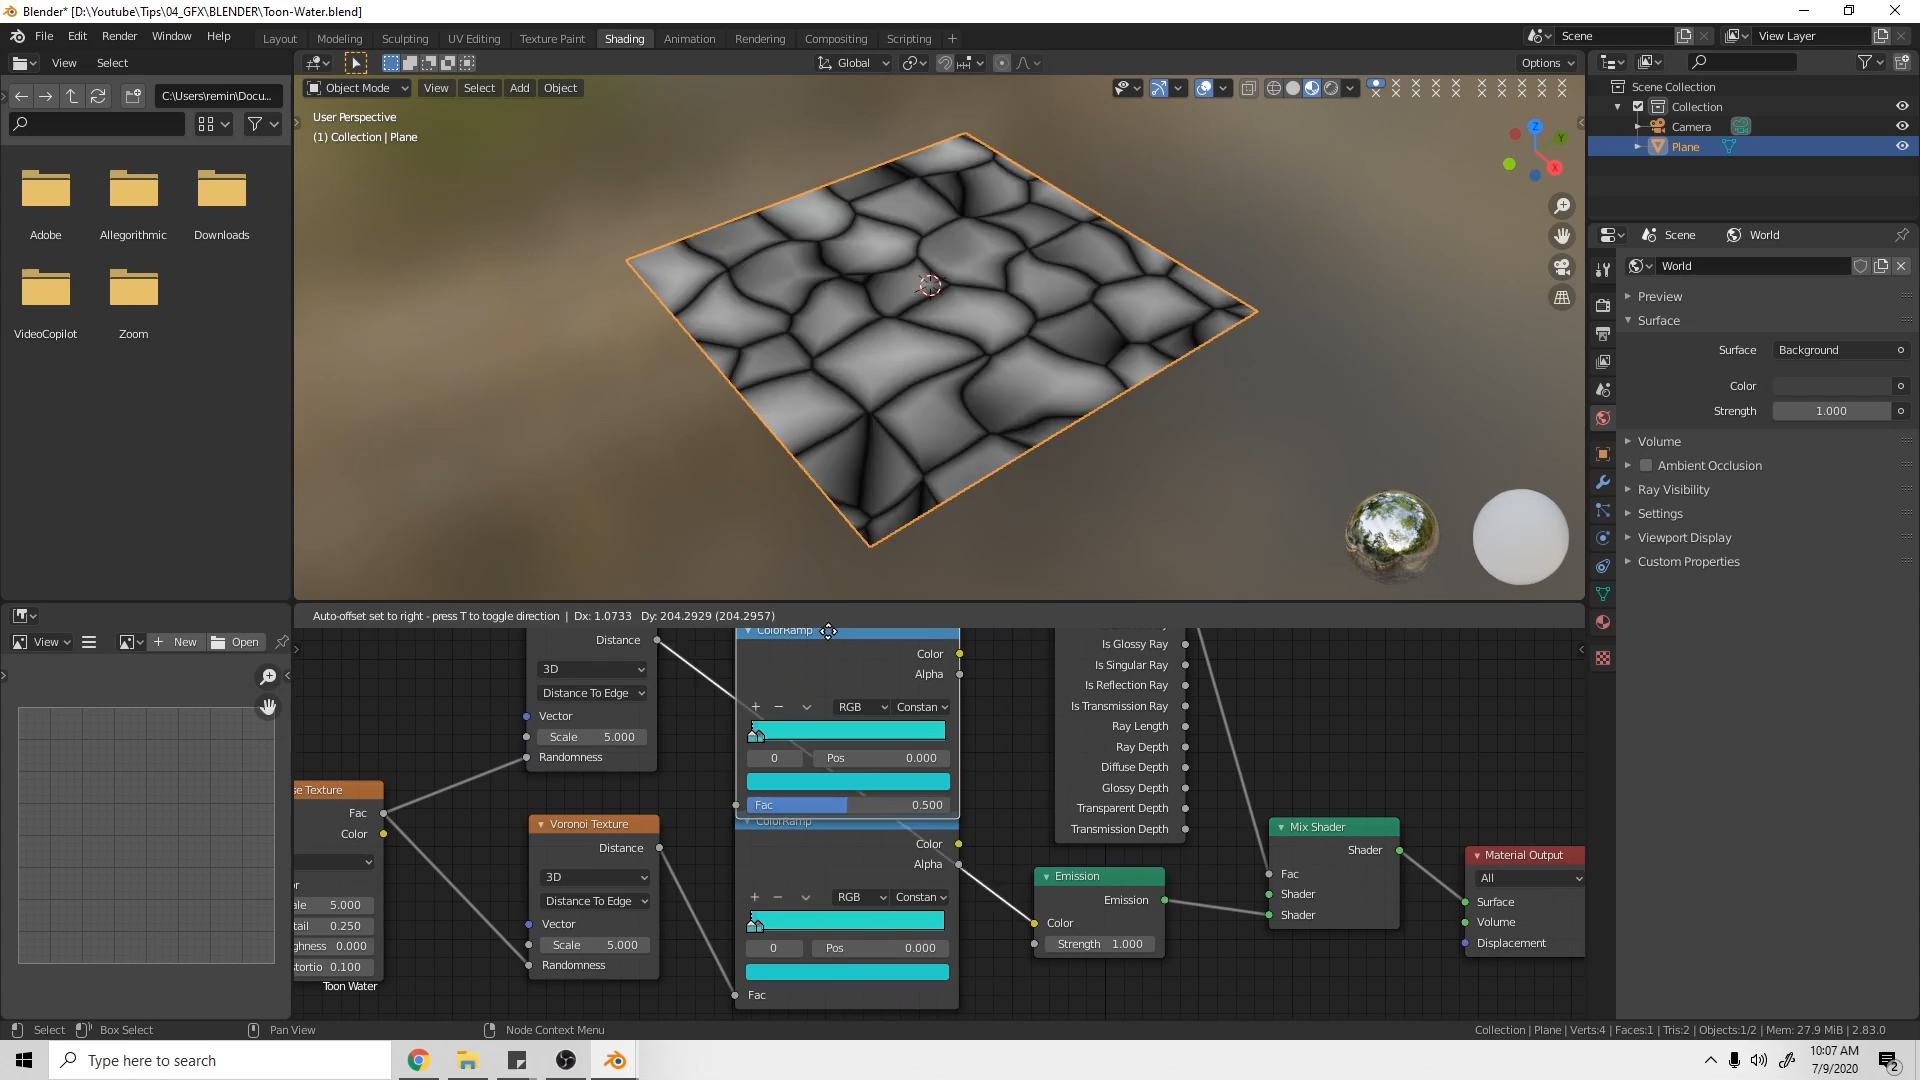 Blender* [D:\Youtube\Tips\04_GFX\BLENDER\Toon-Water.blend]
File Edit Render Window Help
Layout Modeling Sculpting UV Editing Texture Paint Shading Animation Rendering Compositing Scripting +
Scene
View Layer
View Select
Global
Options
C:\Users\remin\Docu...
Object Mode View Select Add Object
User Perspective
(1) Collection | Plane
Z
Y
X
Adobe
Allegorithmic
Downloads
VideoCopilot
Zoom
Scene Collection
Collection
Camera
Plane
Scene World
World
Preview
Surface
Surface Background
Color
Strength 1.000
Volume
Ambient Occlusion
Ray Visibility
Settings
Viewport Display
Custom Properties
Auto-offset set to right - press T to toggle direction | Dx: 1.0733 Dy: 204.2929 (204.2957)
View
New
Open
Distance
3D
Distance To Edge
Vector
Scale 5.000
Randomness
ColorRamp
Color
Alpha
RGB
Constan
0
Pos 0.000
Fac 0.500
Is Glossy Ray
Is Singular Ray
Is Reflection Ray
Is Transmission Ray
Ray Length
Ray Depth
Diffuse Depth
Glossy Depth
Transparent Depth
Transmission Depth
se Texture
Fac
Color
or
ale 5.000
tail 0.250
ghness 0.000
stortio 0.100
Toon Water
Voronoi Texture
Distance
3D
Distance To Edge
Vector
Scale 5.000
Randomness
ColorRamp
Color
Alpha
RGB
Constan
0
Pos 0.000
Fac
Emission
Emission
Color
Strength 1.000
Mix Shader
Shader
Fac
Shader
Shader
Material Output
All
Surface
Volume
Displacement
Select
Box Select
Pan View
Node Context Menu
Collection | Plane | Verts:4 | Faces:1 | Tris:2 | Objects:1/2 | Mem: 27.9 MiB | 2.83.0
Type here to search
10:07 AM
7/9/2020
2